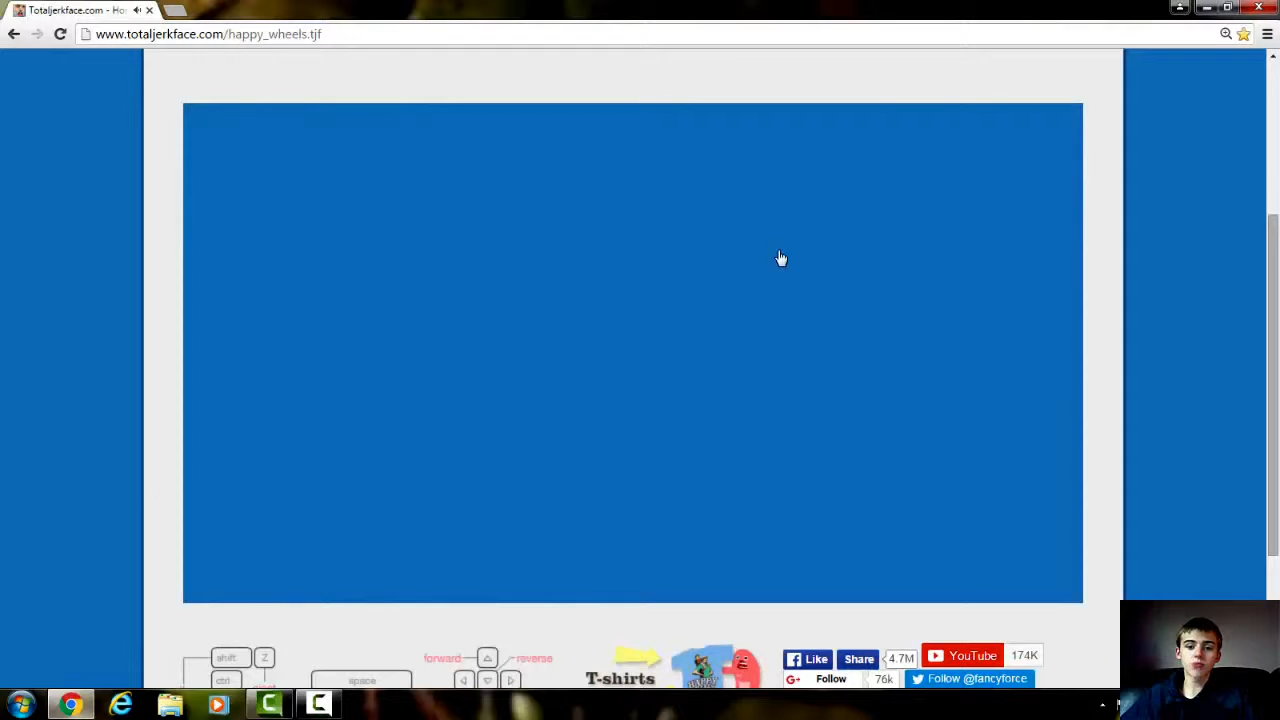 Totaljerkface.com - Ho
www.totaljerkface.com/happy_wheels.tjf
shift Z
ctrl
space
forward
reverse
T-shirts
HAPPY
Like Share 4.7M
YouTube 174K
Follow 76k
Follow @fancyforce